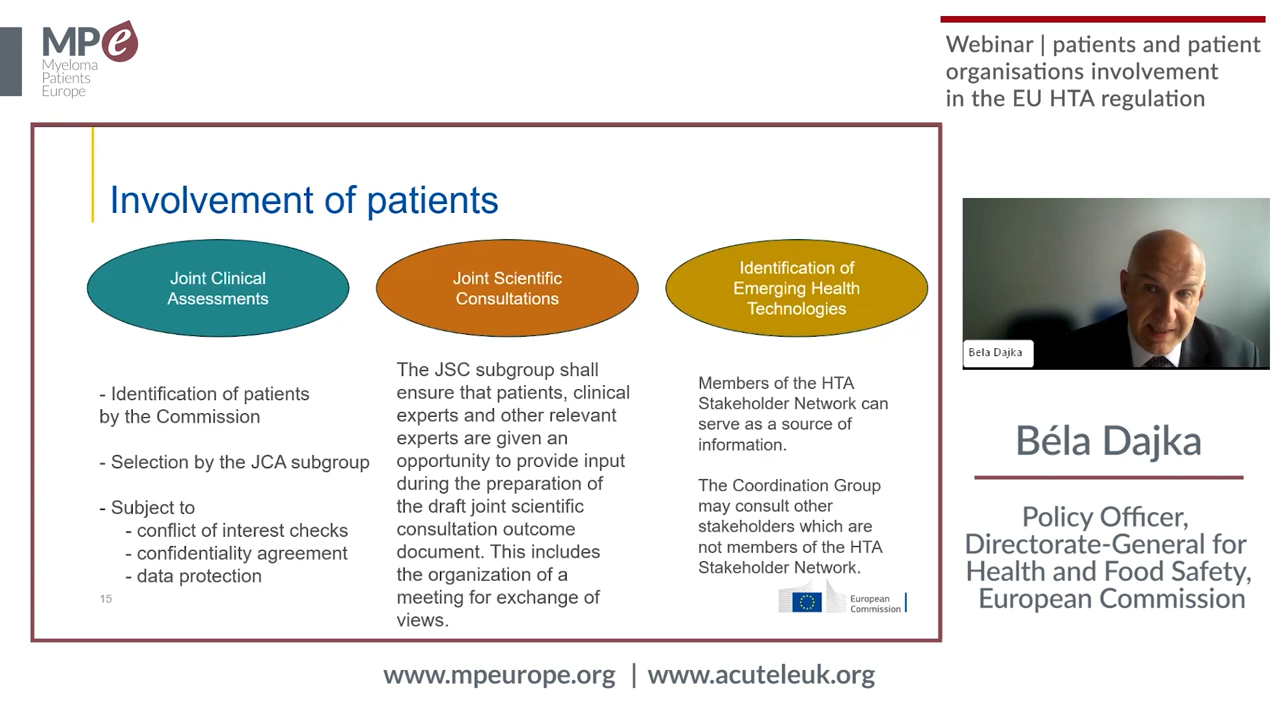 MPe
Myeloma
Patients
Europe
Webinar | patients and patient
organisations involvement
in the EU HTA regulation
Involvement of patients
Joint Clinical
Assessments
- Identification of patients
by the Commission
- Selection by the JCA subgroup
- Subject to
- conflict of interest checks
- confidentiality agreement
- data protection
15
Joint Scientific
Consultations
The JSC subgroup shall
ensure that patients, clinical
experts and other relevant
experts are given an
opportunity to provide input
during the preparation of
the draft joint scientific
consultation outcome
document. This includes
the organization of a
meeting for exchange of
views.
Identification of
Emerging Health
Technologies
Members of the HTA
Stakeholder Network can
serve as a source of
information.
The Coordination Group
may consult other
stakeholders which are
not members of the HTA
Stakeholder Network.
European
Commission
Bela Dajka
Béla Dajka
Policy Officer,
Directorate-General for
Health and Food Safety,
European Commission
www.mpeurope.org | www.acuteleuk.org